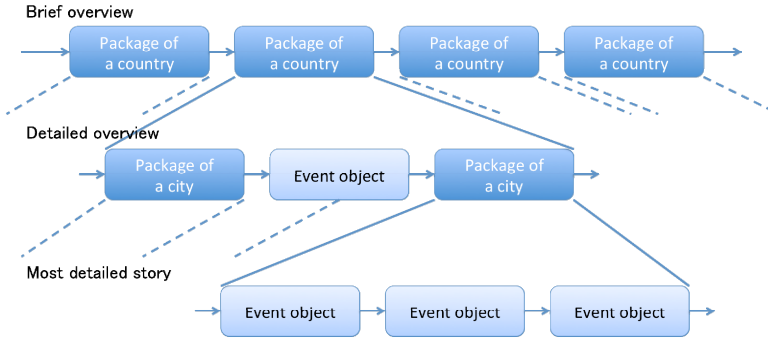 Brief overview
Package of
a country
Package of
a country
Package of
a country
Package of
a country
Detailed overview
Package of
a city
Event object
Package of
a city
Most detailed story
Event object
Event object
Event object